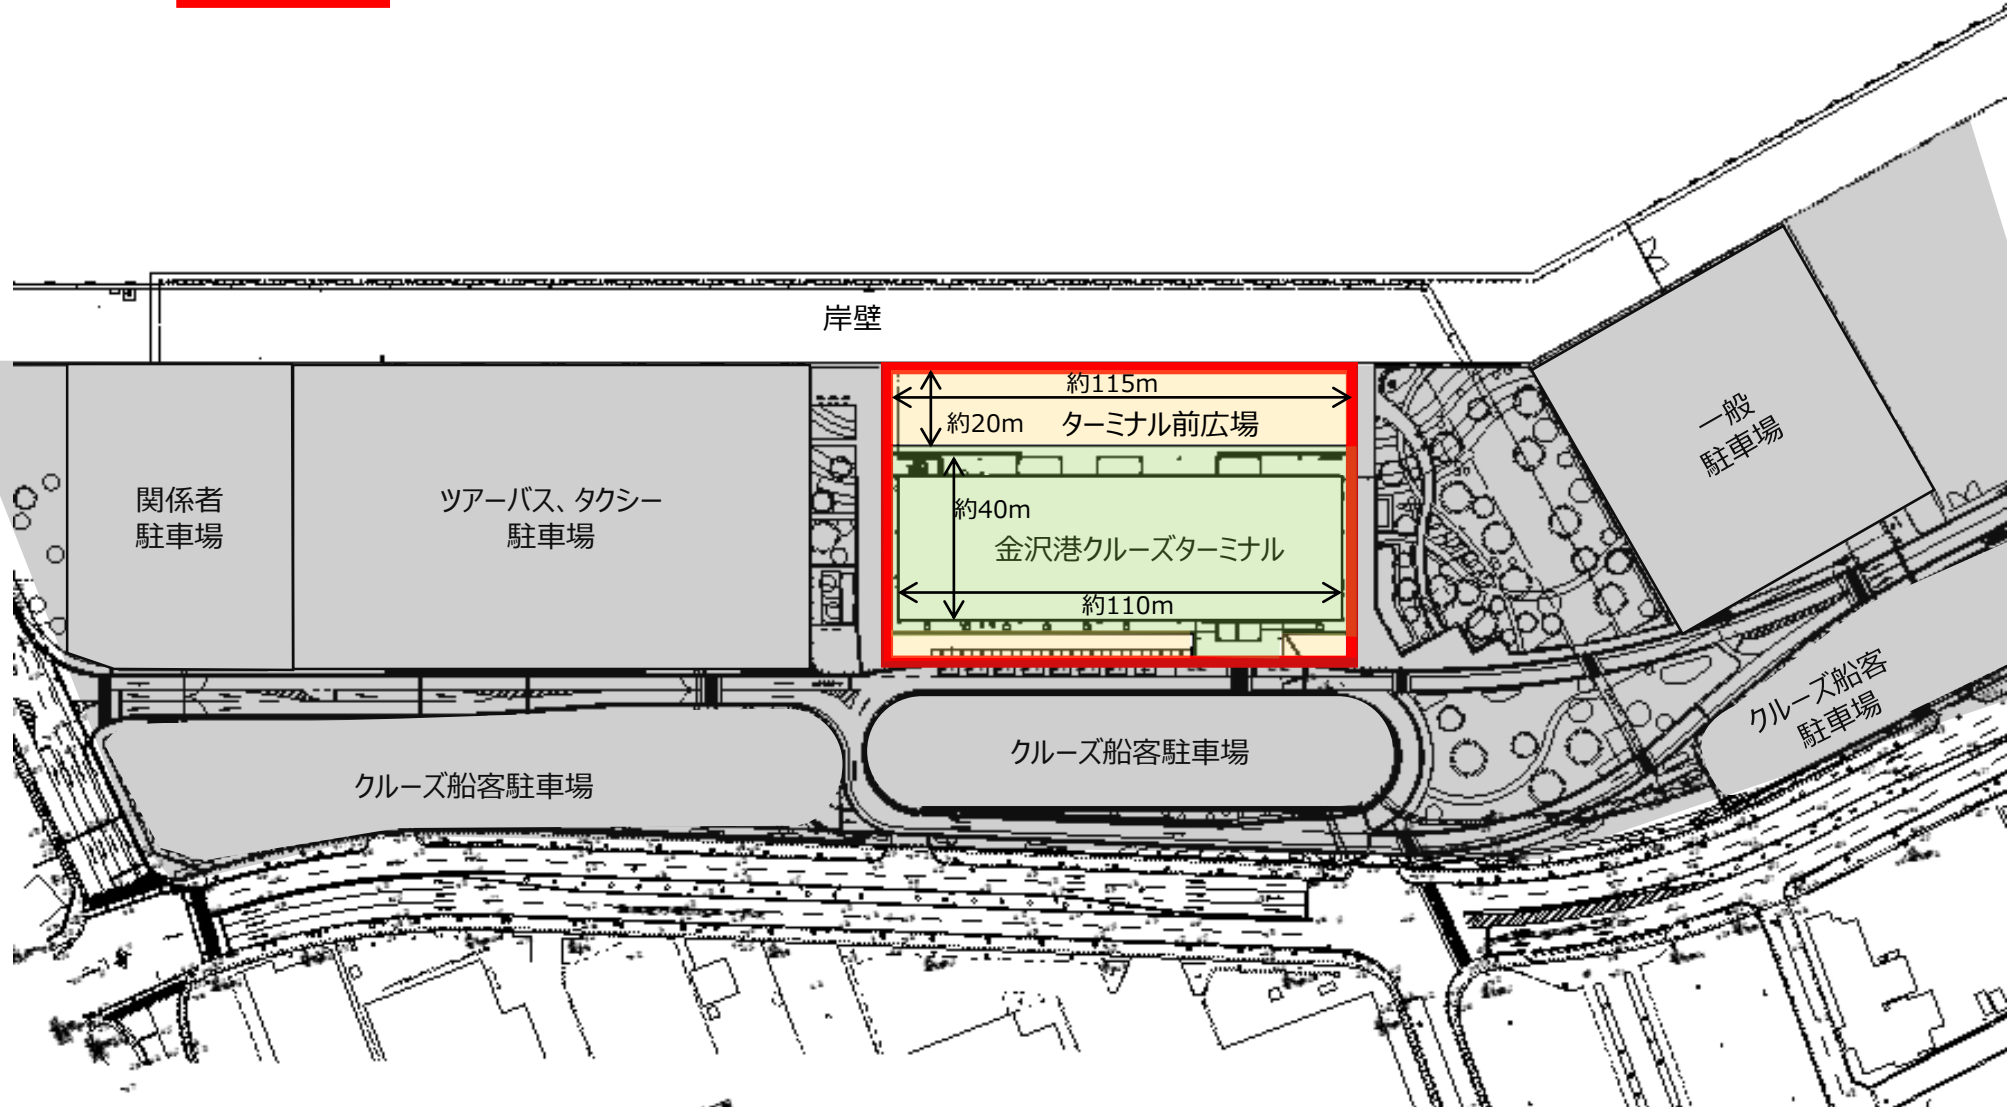 岸壁
約115m
約20m
ターミナル前広場
関係者
駐車場
ツアーバス、タクシー
駐車場
約40m
金沢港クルーズターミナル
約110m
一般
駐車場
クルーズ船客
駐車場
クルーズ船客駐車場
クルーズ船客駐車場